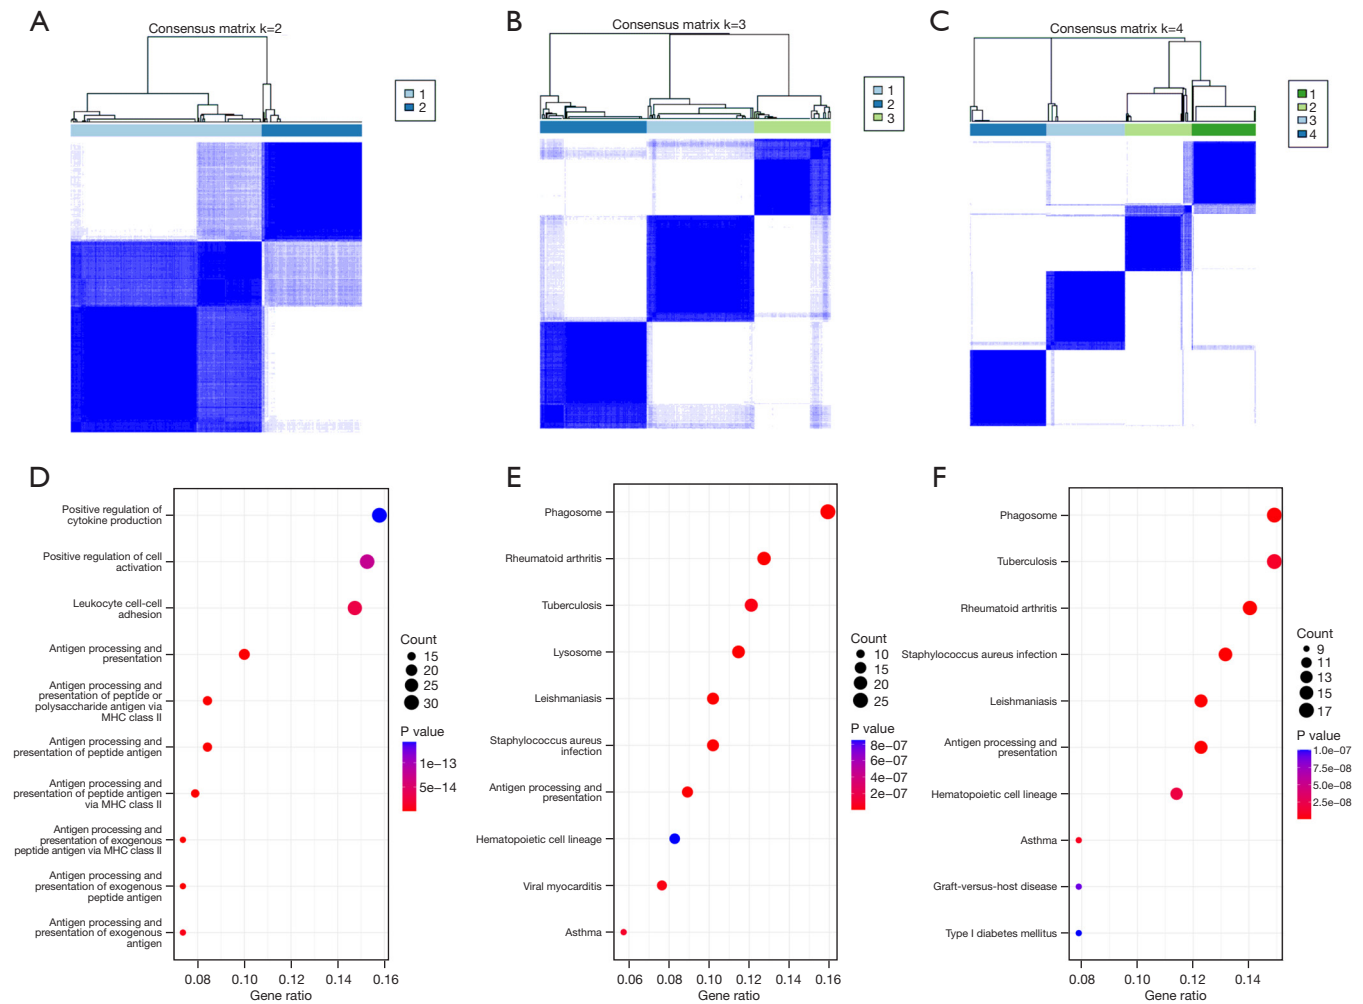 A
Consensus matrix k=2
1
2
B
Consensus matrix k=3
1
2
3
C
Consensus matrix k=4
1
2
3
4
D
Positive regulation of
cytokine production
Positive regulation of cell
activation
Leukocyte cell-cell
adhesion
Antigen processing and
presentation
Antigen processing and
presentation of peptide or
polysaccharide antigen via
MHC class II
Antigen processing and
presentation of peptide antigen
Antigen processing and
presentation of peptide antigen
via MHC class II
Antigen processing and
presentation of exogenous
peptide antigen via MHC class II
Antigen processing and
presentation of exogenous
peptide antigen
Antigen processing and
presentation of exogenous
antigen
0.08 0.10 0.12 0.14 0.16
Gene ratio
Count
15
20
25
30
P value
1e-13
5e-14
E
Phagosome
Rheumatoid arthritis
Tuberculosis
Lysosome
Leishmaniasis
Staphylococcus aureus
infection
Antigen processing and
presentation
Hematopoietic cell lineage
Viral myocarditis
Asthma
0.06 0.08 0.10 0.12 0.14 0.16
Gene ratio
Count
10
15
20
25
P value
8e-07
6e-07
4e-07
2e-07
F
Phagosome
Tuberculosis
Rheumatoid arthritis
Staphylococcus aureus infection
Leishmaniasis
Antigen processing and
presentation
Hematopoietic cell lineage
Asthma
Graft-versus-host disease
Type I diabetes mellitus
0.08 0.10 0.12 0.14
Gene ratio
Count
9
11
13
15
17
P value
1.0e-07
7.5e-08
5.0e-08
2.5e-08